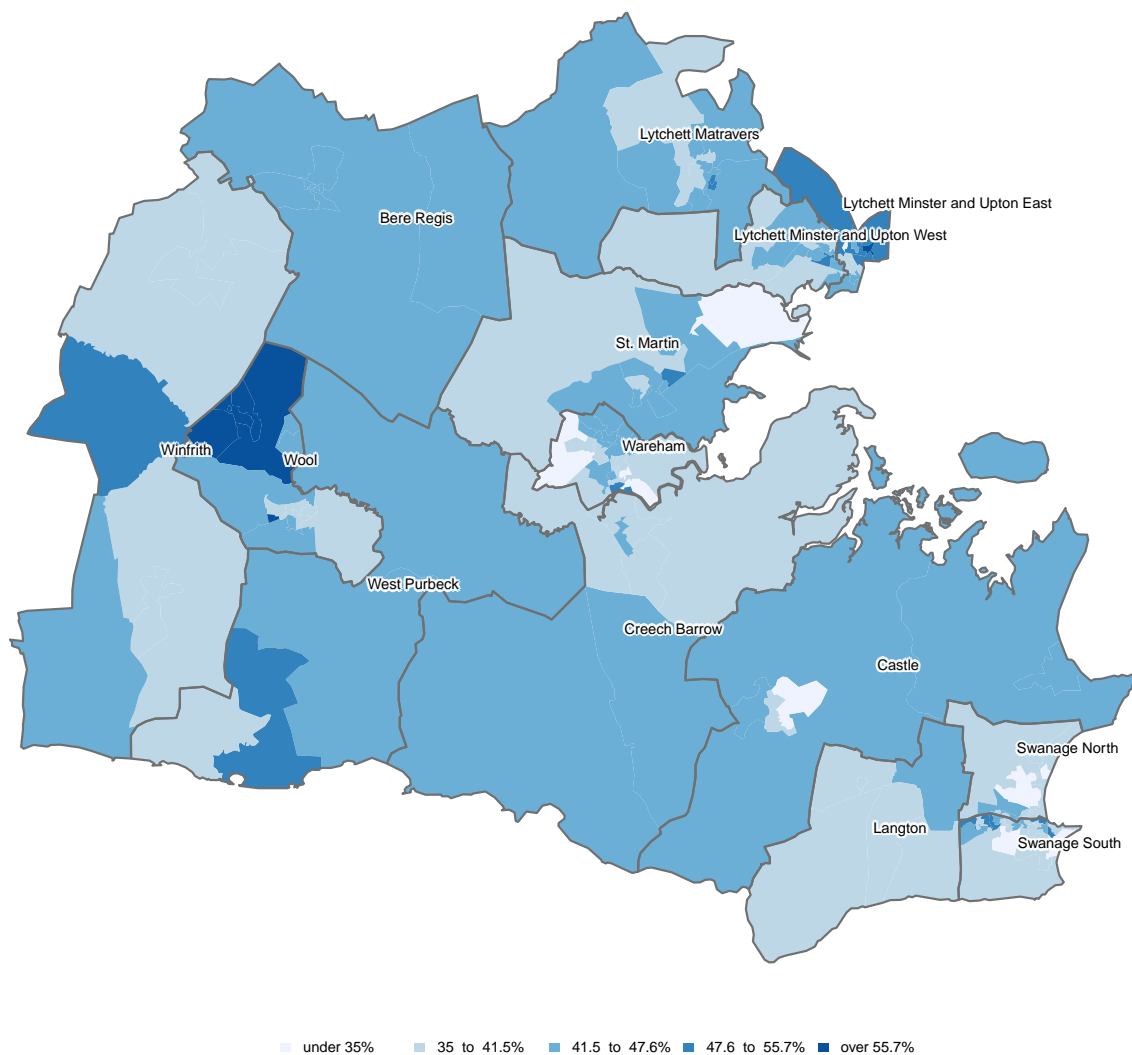 Lytchett Matravers
Lytchett Minster and Upton East
Bere Regis
Lytchett Minster and Upton West
St. Martin
Wareham
Winfrith
Wool
West Purbeck
Creech Barrow
Castle
Swanage North
Langton
Swanage South
under 35% 35 to 41.5% 41.5 to 47.6% 47.6 to 55.7% over 55.7%